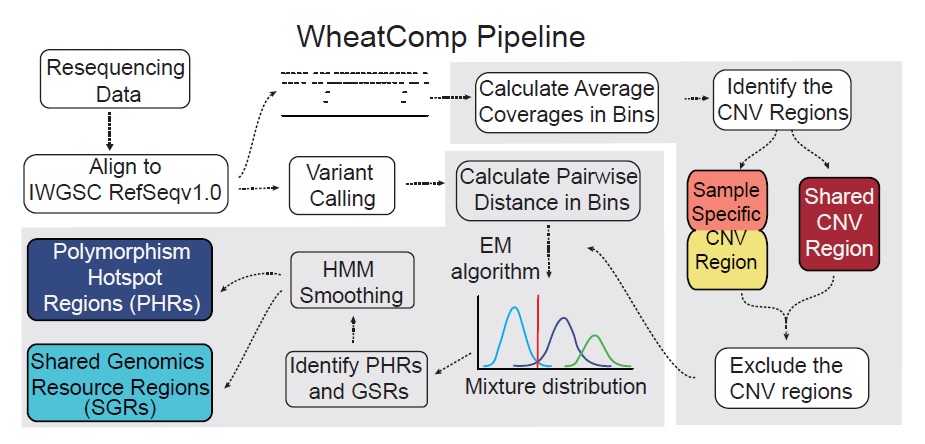 WheatComp Pipeline
Resequencing
Data
Align to
IWGSC RefSeqv1.0
Variant
Calling
Calculate Average
Coverages in Bins
Identify the
CNV Regions
Sample
Specific
CNV
Region
Shared
CNV
Region
Exclude the
CNV regions
Calculate Pairwise
Distance in Bins
EM
algorithm
Mixture distribution
Identify PHRs
and GSRs
HMM
Smoothing
Polymorphism
Hotspot
Regions (PHRs)
Shared Genomics
Resource Regions
(SGRs)